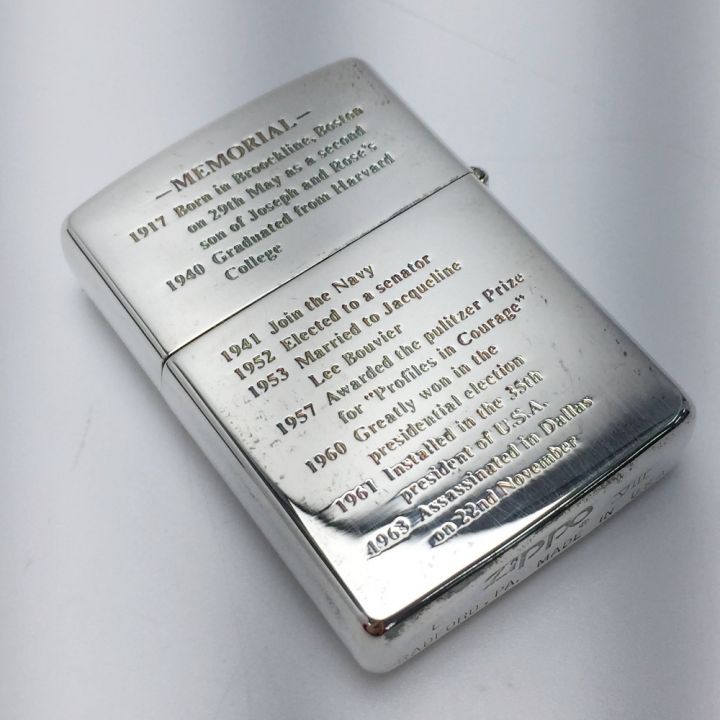 —MEMORIAL—
1917 Born in Broockline, Boston
on 29th May as a second
son of Joseph and Rose's
1940 Graduated from Harvard
College
1941 Join the Navy
1952 Elected to a senator
1953 Married to Jacqueline
Lee Bouvier
1957 Awarded the pulitzer Prize
for "Profiles in Courage"
1960 Greatly won in the
presidential election
1961 Installed in the 35th
president of U.S.A.
1963 Assassinated in Dallas
on 22nd November
L ZIPPO ® VIII
BRADFORD, PA. MADE IN U.S.A.